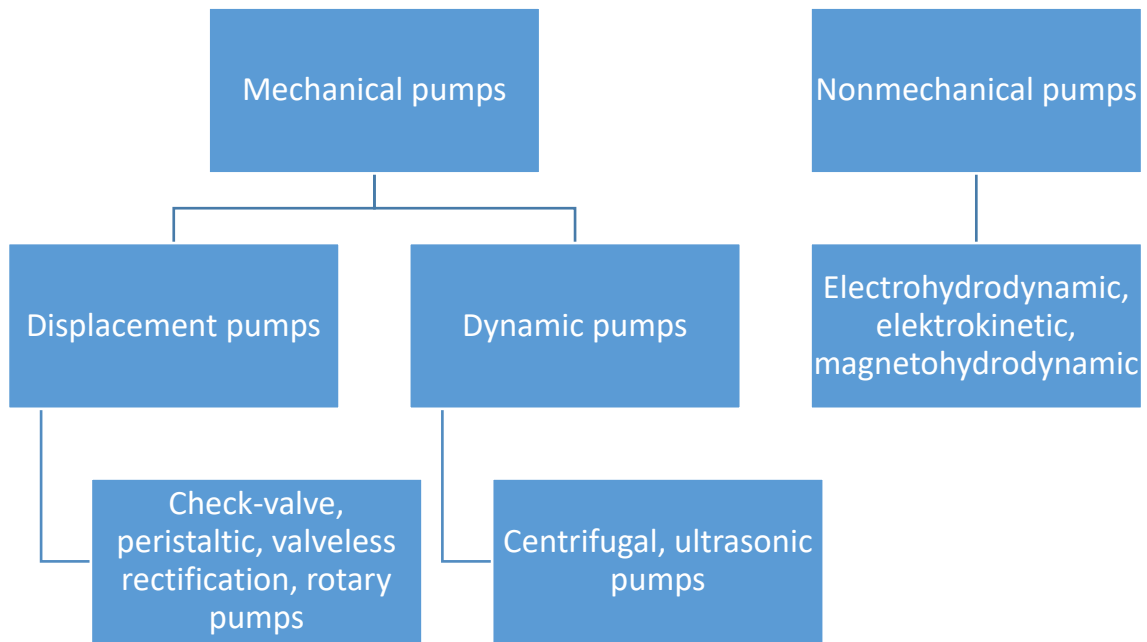 Mechanical pumps
Nonmechanical pumps
Displacement pumps
Dynamic pumps
Electrohydrodynamic,
elektrokinetic,
magnetohydrodynamic
Check-valve,
peristaltic, valveless
rectification, rotary
pumps
Centrifugal, ultrasonic
pumps